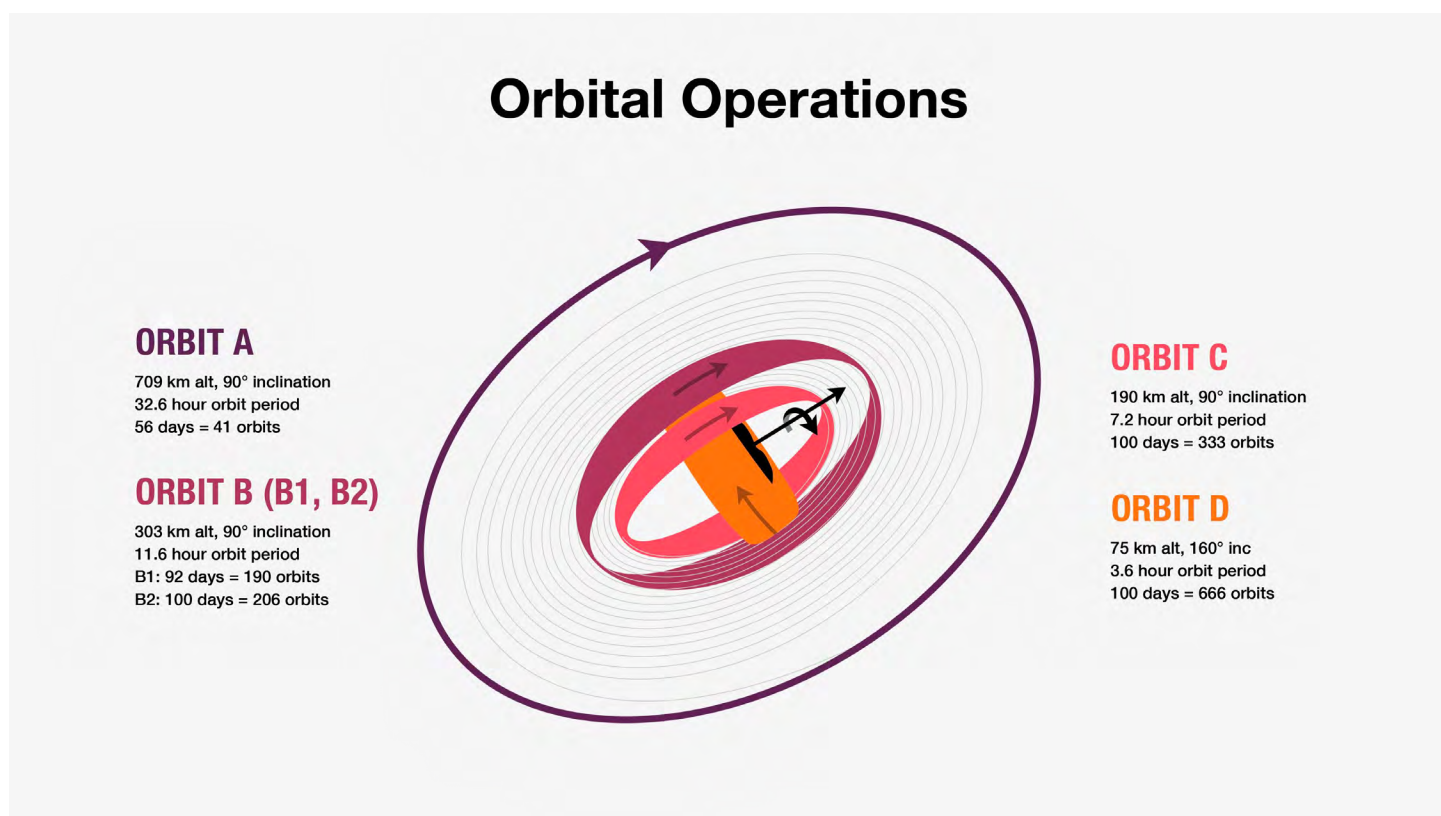 Orbital Operations
ORBIT A
709 km alt, 90° inclination
32.6 hour orbit period
56 days = 41 orbits
ORBIT B (B1, B2)
303 km alt, 90° inclination
11.6 hour orbit period
B1: 92 days = 190 orbits
B2: 100 days = 206 orbits
ORBIT C
190 km alt, 90° inclination
7.2 hour orbit period
100 days = 333 orbits
ORBIT D
75 km alt, 160° inc
3.6 hour orbit period
100 days = 666 orbits